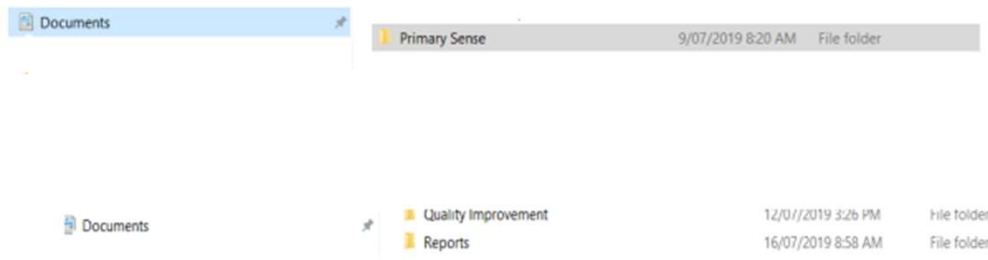 Documents
Primary Sense 9/07/2019 8:20 AM File folder
Quality Improvement 12/07/2019 3:26 PM File folder
Documents
Reports 16/07/2019 8:58 AM File folder